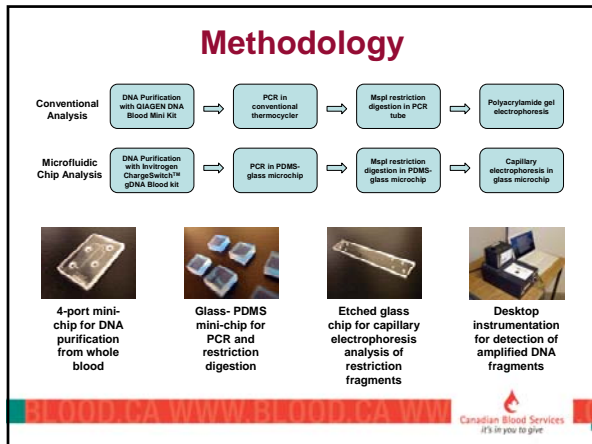 Methodology
Conventional
Analysis
DNA Purification
with QIAGEN DNA
Blood Mini Kit
PCR in
conventional
thermocycler
MspI restriction
digestion in PCR
tube
Polyacrylamide gel
electrophoresis
Microfluidic
Chip Analysis
DNA Purification
with Invitrogen
ChargeSwitch™
gDNA Blood kit
PCR in PDMS-
glass microchip
MspI restriction
digestion in PDMS-
glass microchip
Capillary
electrophoresis in
glass microchip
4-port mini-
chip for DNA
purification
from whole
blood
Glass- PDMS
mini-chip for
PCR and
restriction
digestion
Etched glass
chip for capillary
electrophoresis
analysis of
restriction
fragments
Desktop
instrumentation
for detection of
amplified DNA
fragments
BLOOD.CA WWW.BLOOD.CA WW
Canadian Blood Services
it's in you to give